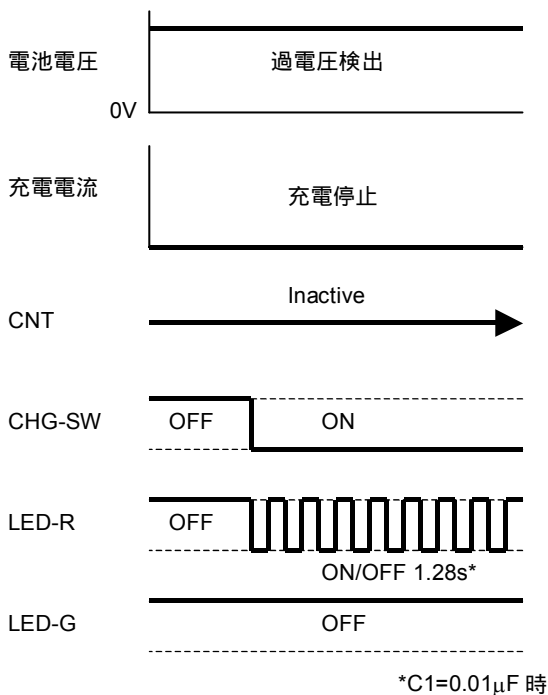 電池電圧
過電圧検出
0V
充電電流
充電停止
Inactive
CNT
CHG-SW OFF ON
LED-R OFF
ON/OFF 1.28s*
LED-G OFF
*C1=0.01μF 時